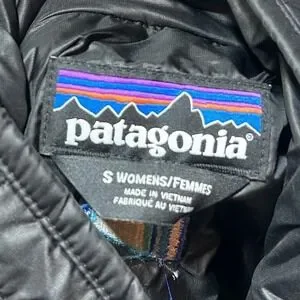 patagonia®
S WOMENS/FEMMES
MADE IN VIETNAM
FABRIQUÉ AU VIETNAM